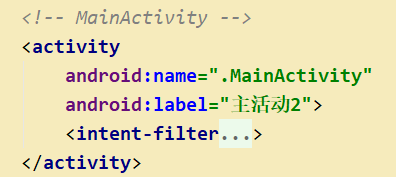 <!-- MainActivity -->
<activity
android:name=".MainActivity"
android:label="主活动2">
<intent-filter...>
</activity>